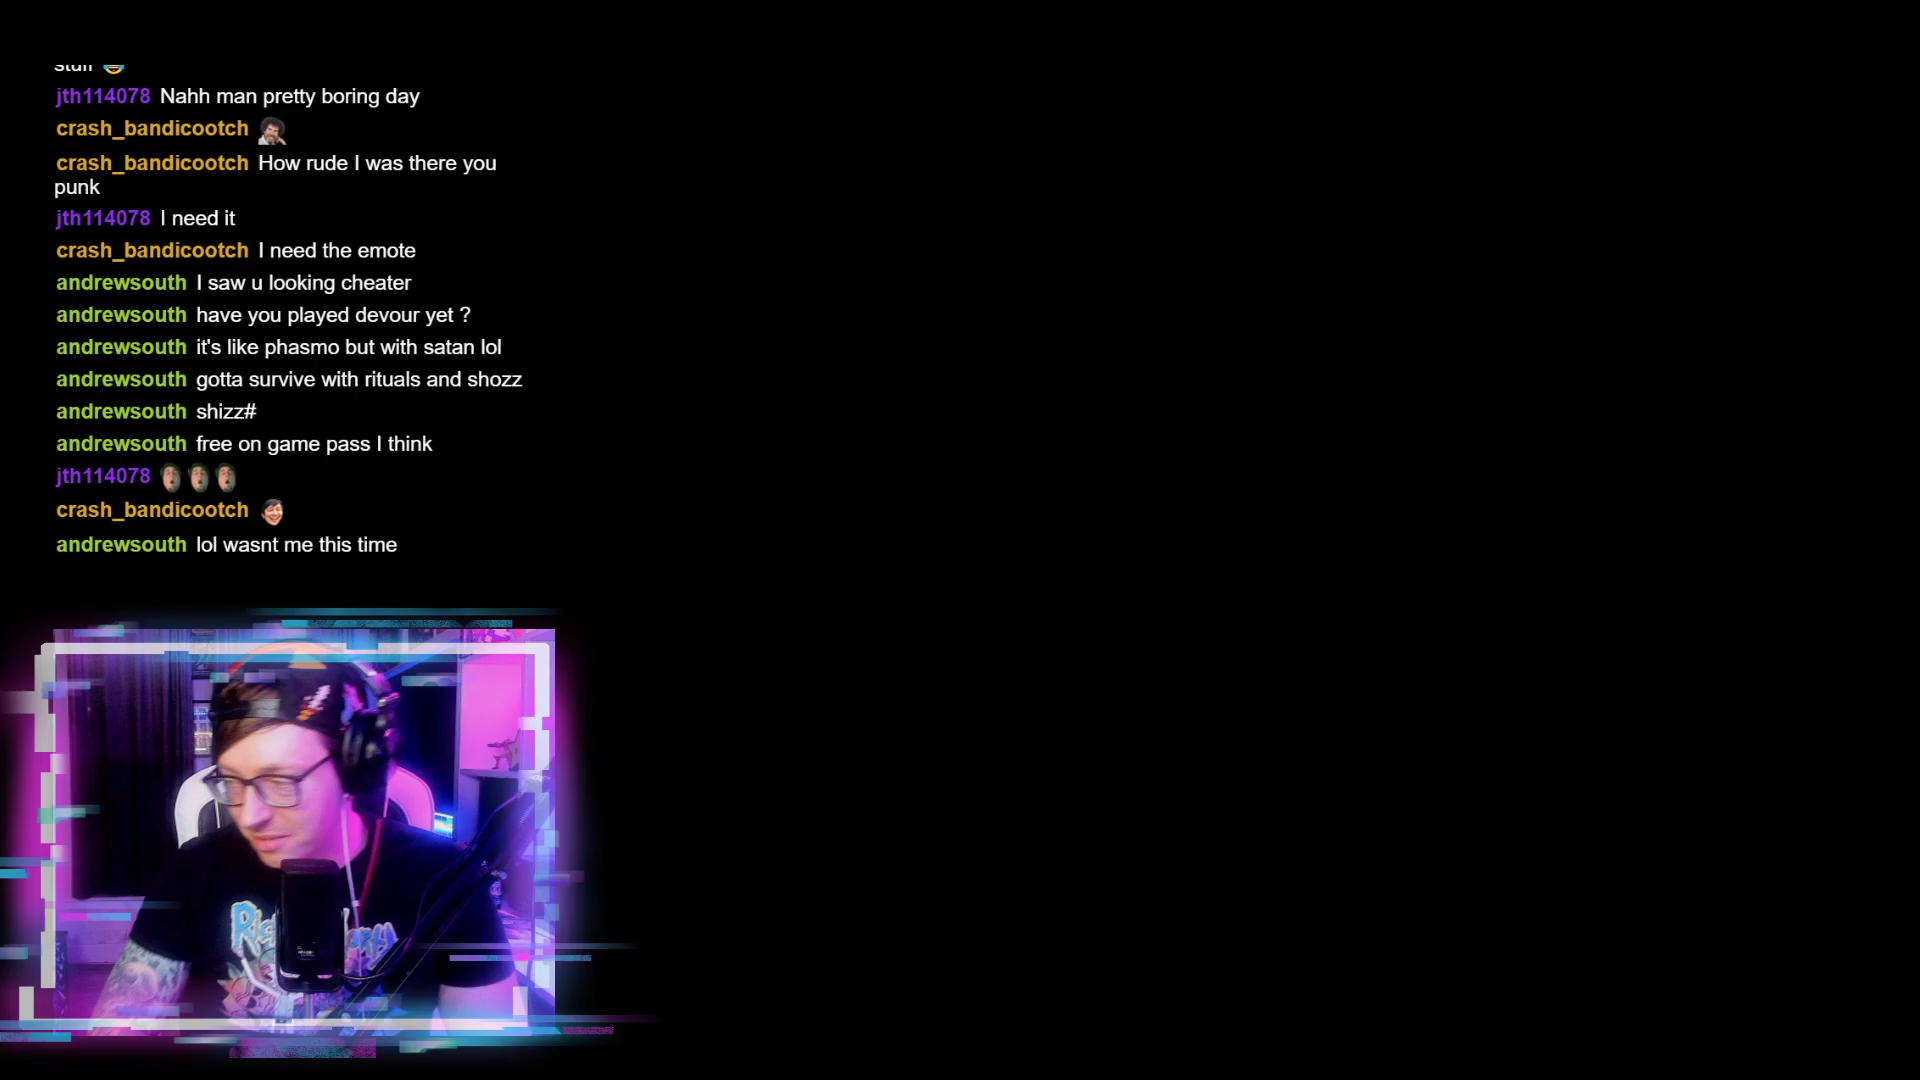 stuff
jth114078 Nahh man pretty boring day
crash_bandicootch
crash_bandicootch How rude I was there you
punk
jth114078 I need it
crash_bandicootch I need the emote
andrewsouth I saw u looking cheater
andrewsouth have you played devour yet ?
andrewsouth it's like phasmo but with satan lol
andrewsouth gotta survive with rituals and shozz
andrewsouth shizz#
andrewsouth free on game pass I think
jth114078
crash_bandicootch
andrewsouth lol wasnt me this time